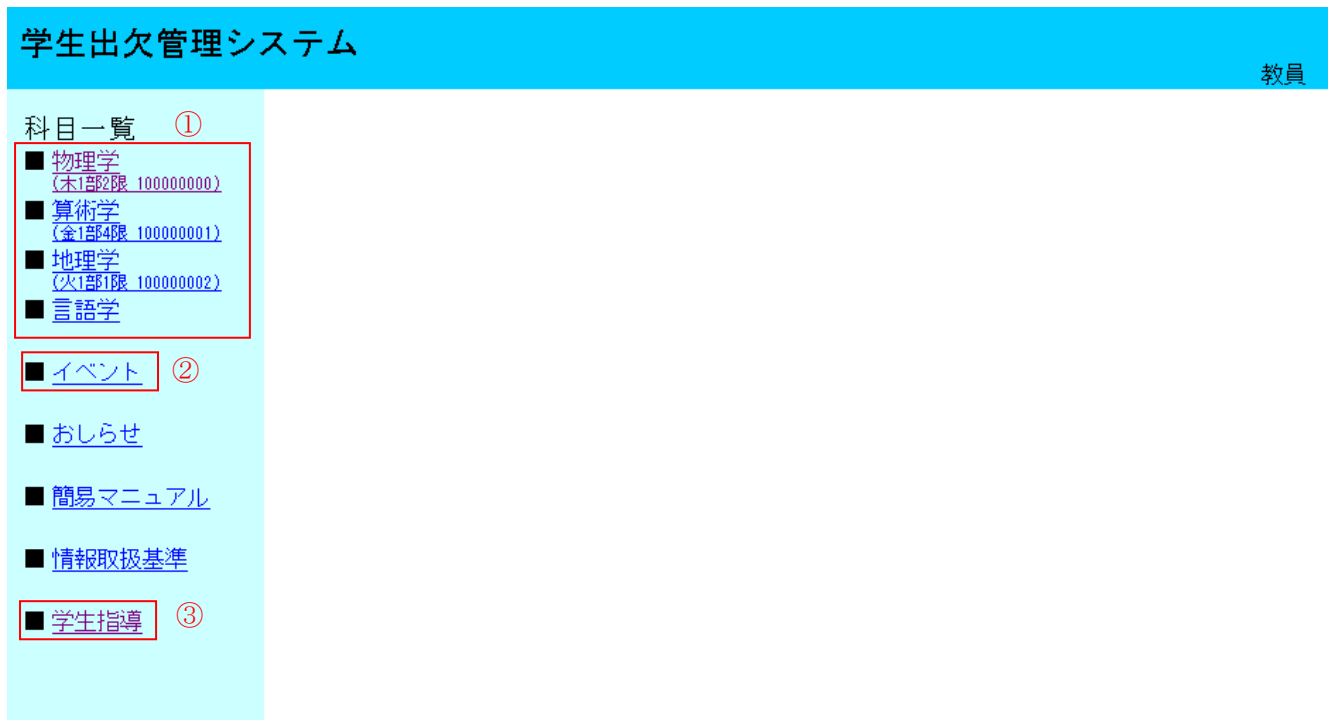 学生出欠管理システム
教員
科目一覧 ①
■ 物理学
(木1部2限 100000000)
■ 算術学
(金1部4限 100000001)
■ 地理学
(火1部1限 100000002)
■ 言語学
■ イベント ②
■ おしらせ
■ 簡易マニュアル
■ 情報取扱基準
■ 学生指導 ③